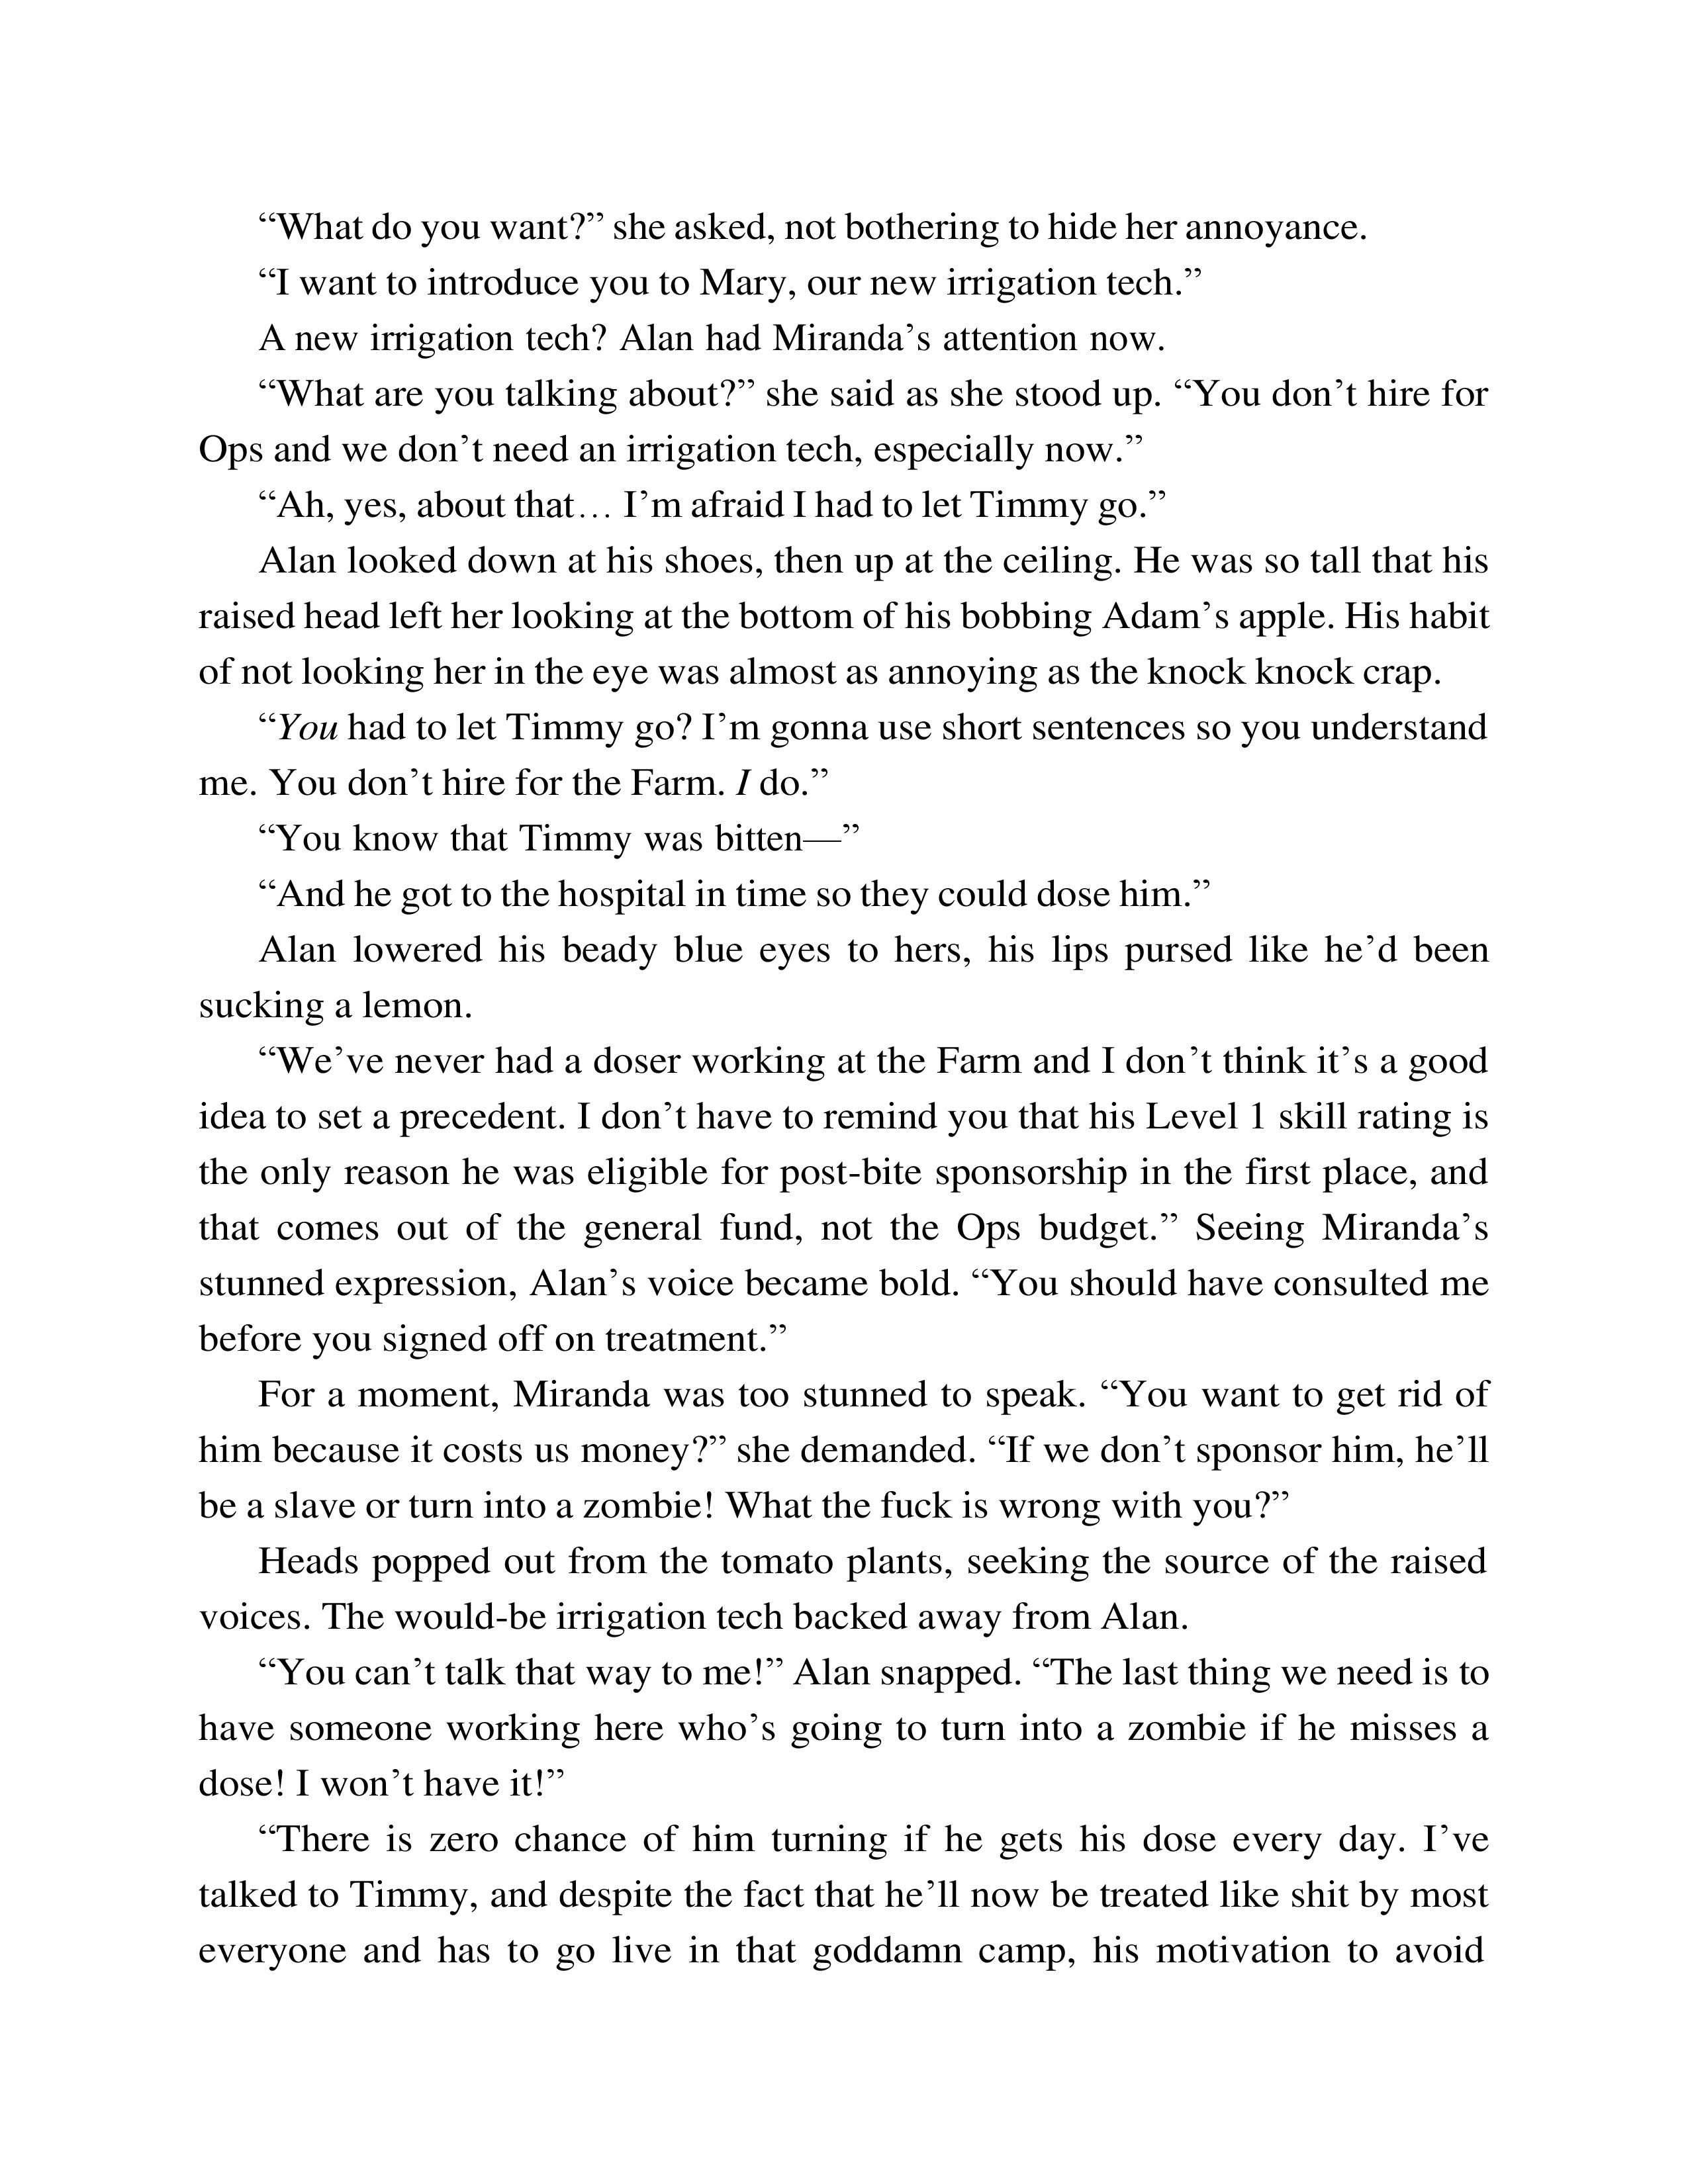 “What do you want?” she asked, not bothering to hide her annoyance.
“I want to introduce you to Mary, our new irrigation tech.”
A new irrigation tech? Alan had Miranda’s attention now.
“What are you talking about?” she said as she stood up. “You don’t hire for
Ops and we don’t need an irrigation tech, especially now.”
“Ah, yes, about that… I’m afraid I had to let Timmy go.”
Alan looked down at his shoes, then up at the ceiling. He was so tall that his
raised head left her looking at the bottom of his bobbing Adam’s apple. His habit
of not looking her in the eye was almost as annoying as the knock knock crap.
“You had to let Timmy go? I’m gonna use short sentences so you understand
me. You don’t hire for the Farm. I do.”
“You know that Timmy was bitten—”
“And he got to the hospital in time so they could dose him.”
Alan lowered his beady blue eyes to hers, his lips pursed like he’d been
sucking a lemon.
“We’ve never had a doser working at the Farm and I don’t think it’s a good
idea to set a precedent. I don’t have to remind you that his Level 1 skill rating is
the only reason he was eligible for post-bite sponsorship in the first place, and
that comes out of the general fund, not the Ops budget.” Seeing Miranda’s
stunned expression, Alan’s voice became bold. “You should have consulted me
before you signed off on treatment.”
For a moment, Miranda was too stunned to speak. “You want to get rid of
him because it costs us money?” she demanded. “If we don’t sponsor him, he’ll
be a slave or turn into a zombie! What the fuck is wrong with you?”
Heads popped out from the tomato plants, seeking the source of the raised
voices. The would-be irrigation tech backed away from Alan.
“You can’t talk that way to me!” Alan snapped. “The last thing we need is to
have someone working here who’s going to turn into a zombie if he misses a
dose! I won’t have it!”
“There is zero chance of him turning if he gets his dose every day. I’ve
talked to Timmy, and despite the fact that he’ll now be treated like shit by most
everyone and has to go live in that goddamn camp, his motivation to avoid